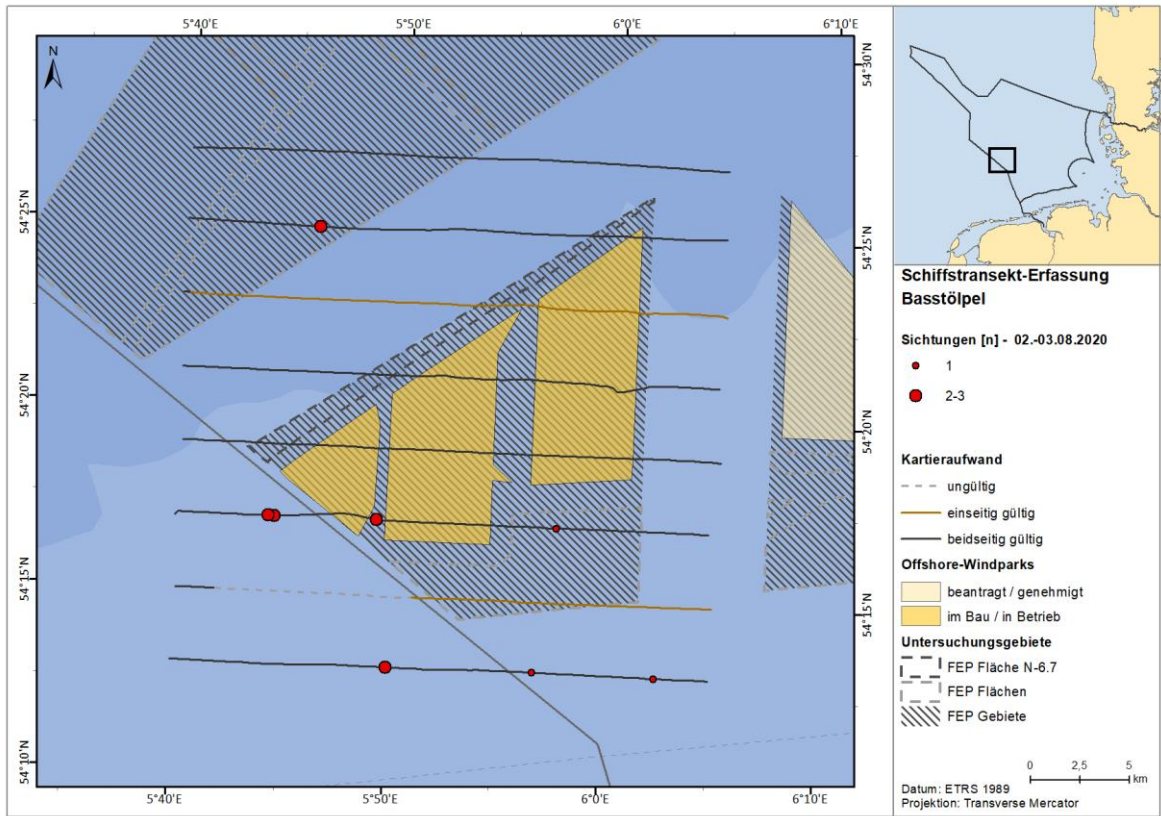 5°40'E 5°50'E 6°0'E 6°10'E
N
54°30'N
54°25'N
54°25'N
54°20'N
54°20'N
54°15'N
54°15'N
54°10'N
5°40'E 5°50'E 6°0'E 6°10'E
Schiffstransekt-Erfassung
Basstölpel
Sichtungen [n] - 02.-03.08.2020
1
2-3
Kartieraufwand
ungültig
einseitig gültig
beidseitig gültig
Offshore-Windparks
beantragt / genehmigt
im Bau / in Betrieb
Untersuchungsgebiete
FEP Fläche N-6.7
FEP Flächen
FEP Gebiete
0 2,5 5
km
Datum: ETRS 1989
Projektion: Transverse Mercator